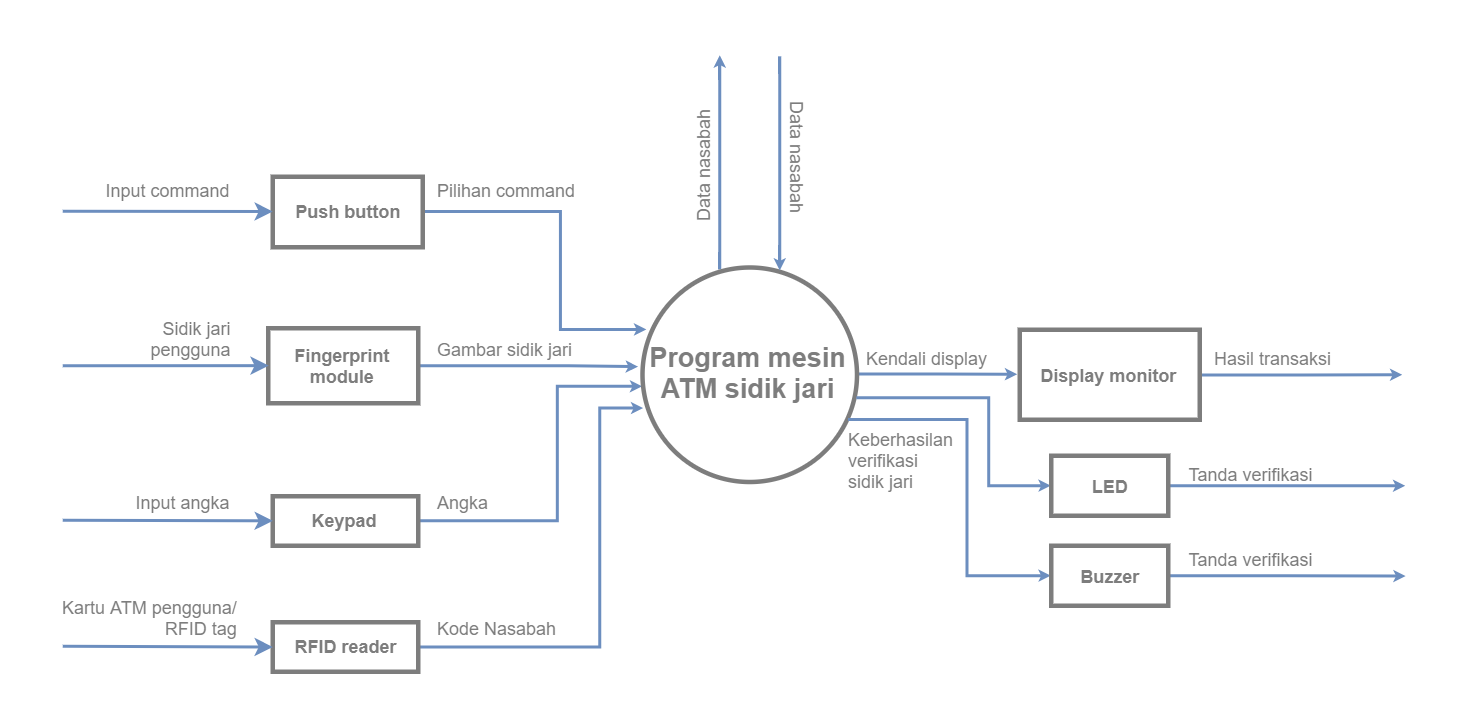 Data nasabah
Data nasabah
Input command
Push button
Pilihan command
Sidik jari
pengguna
Fingerprint
module
Gambar sidik jari
Input angka
Keypad
Angka
Kartu ATM pengguna/
RFID tag
RFID reader
Kode Nasabah
Program mesin
ATM sidik jari
Kendali display
Display monitor
Hasil transaksi
Keberhasilan
verifikasi
sidik jari
LED
Tanda verifikasi
Buzzer
Tanda verifikasi